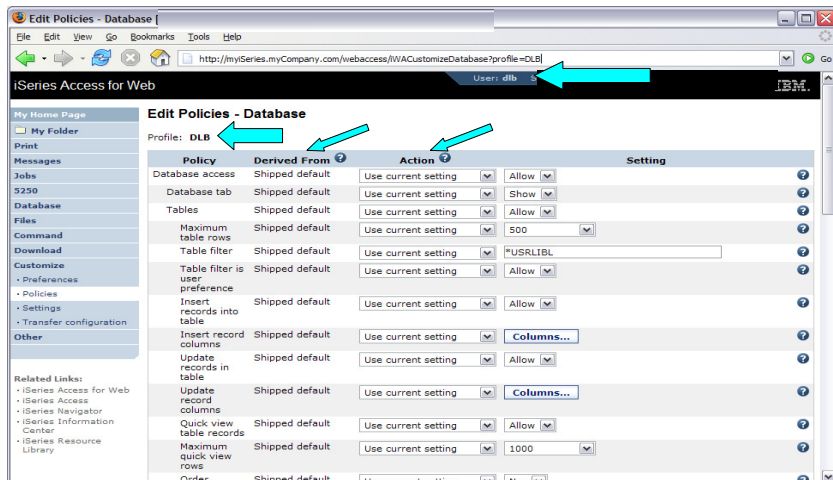 Edit Policies - Database [
File Edit View Go Bookmarks Tools Help
http://myiSeries.myCompany.com/webaccess/iWACustomizeDatabase?profile=DLB
Go
iSeries Access for Web
User: dlb
IBM.
My Home Page
My Folder
Print
Messages
Jobs
5250
Database
Files
Command
Download
Customize
• Preferences
• Policies
• Settings
• Transfer configuration
Other
Related Links:
• iSeries Access for Web
• iSeries Access
• iSeries Navigator
• iSeries Information
Center
• iSeries Resource
Library
Edit Policies - Database
Profile: DLB
Policy Derived From ? Action ? Setting
Database access Shipped default Use current setting Allow ?
Database tab Shipped default Use current setting Show ?
Tables Shipped default Use current setting Allow ?
Maximum Shipped default Use current setting 500 ?
table rows
Table filter Shipped default Use current setting *USRLIBL ?
Table filter is Shipped default Use current setting Allow ?
user
preference
Insert Shipped default Use current setting Allow ?
records into
table
Insert record Shipped default Use current setting Columns... ?
columns
Update Shipped default Use current setting Allow ?
records in
table
Update Shipped default Use current setting Columns... ?
record
columns
Quick view Shipped default Use current setting Allow ?
table records
Maximum Shipped default Use current setting 1000 ?
quick view
rows
Order Shipped default